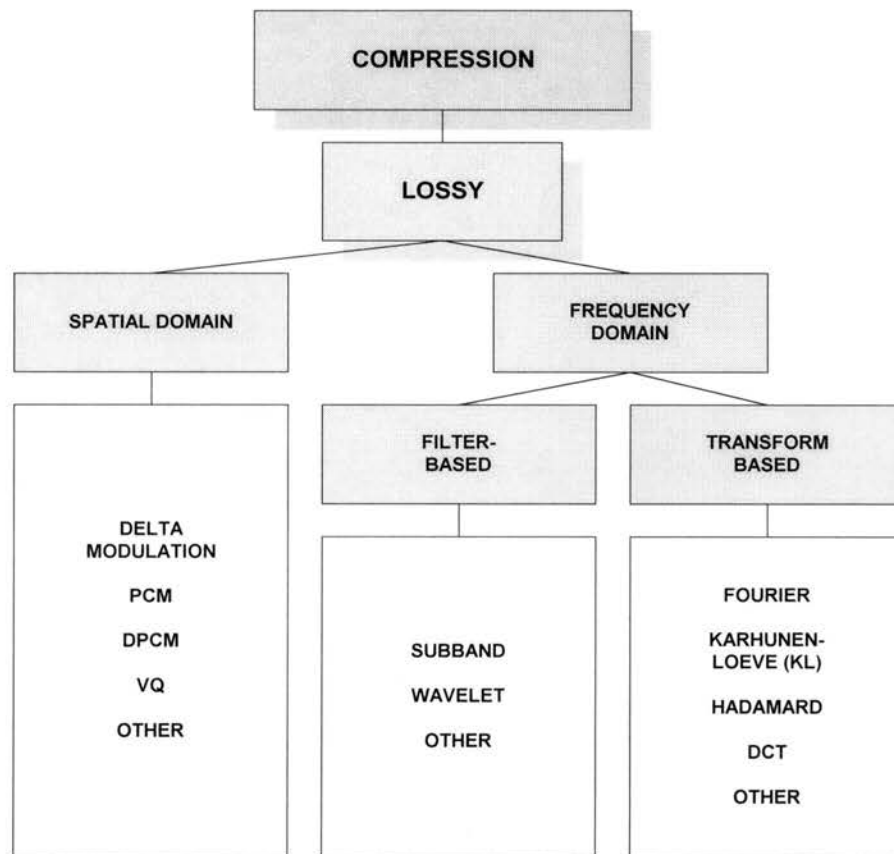 COMPRESSION
LOSSY
SPATIAL DOMAIN
FREQUENCY
DOMAIN
FILTER-
BASED
TRANSFORM
BASED
DELTA
MODULATION
PCM
DPCM
VQ
OTHER
SUBBAND
WAVELET
OTHER
FOURIER
KARHUNEN-
LOEVE (KL)
HADAMARD
DCT
OTHER